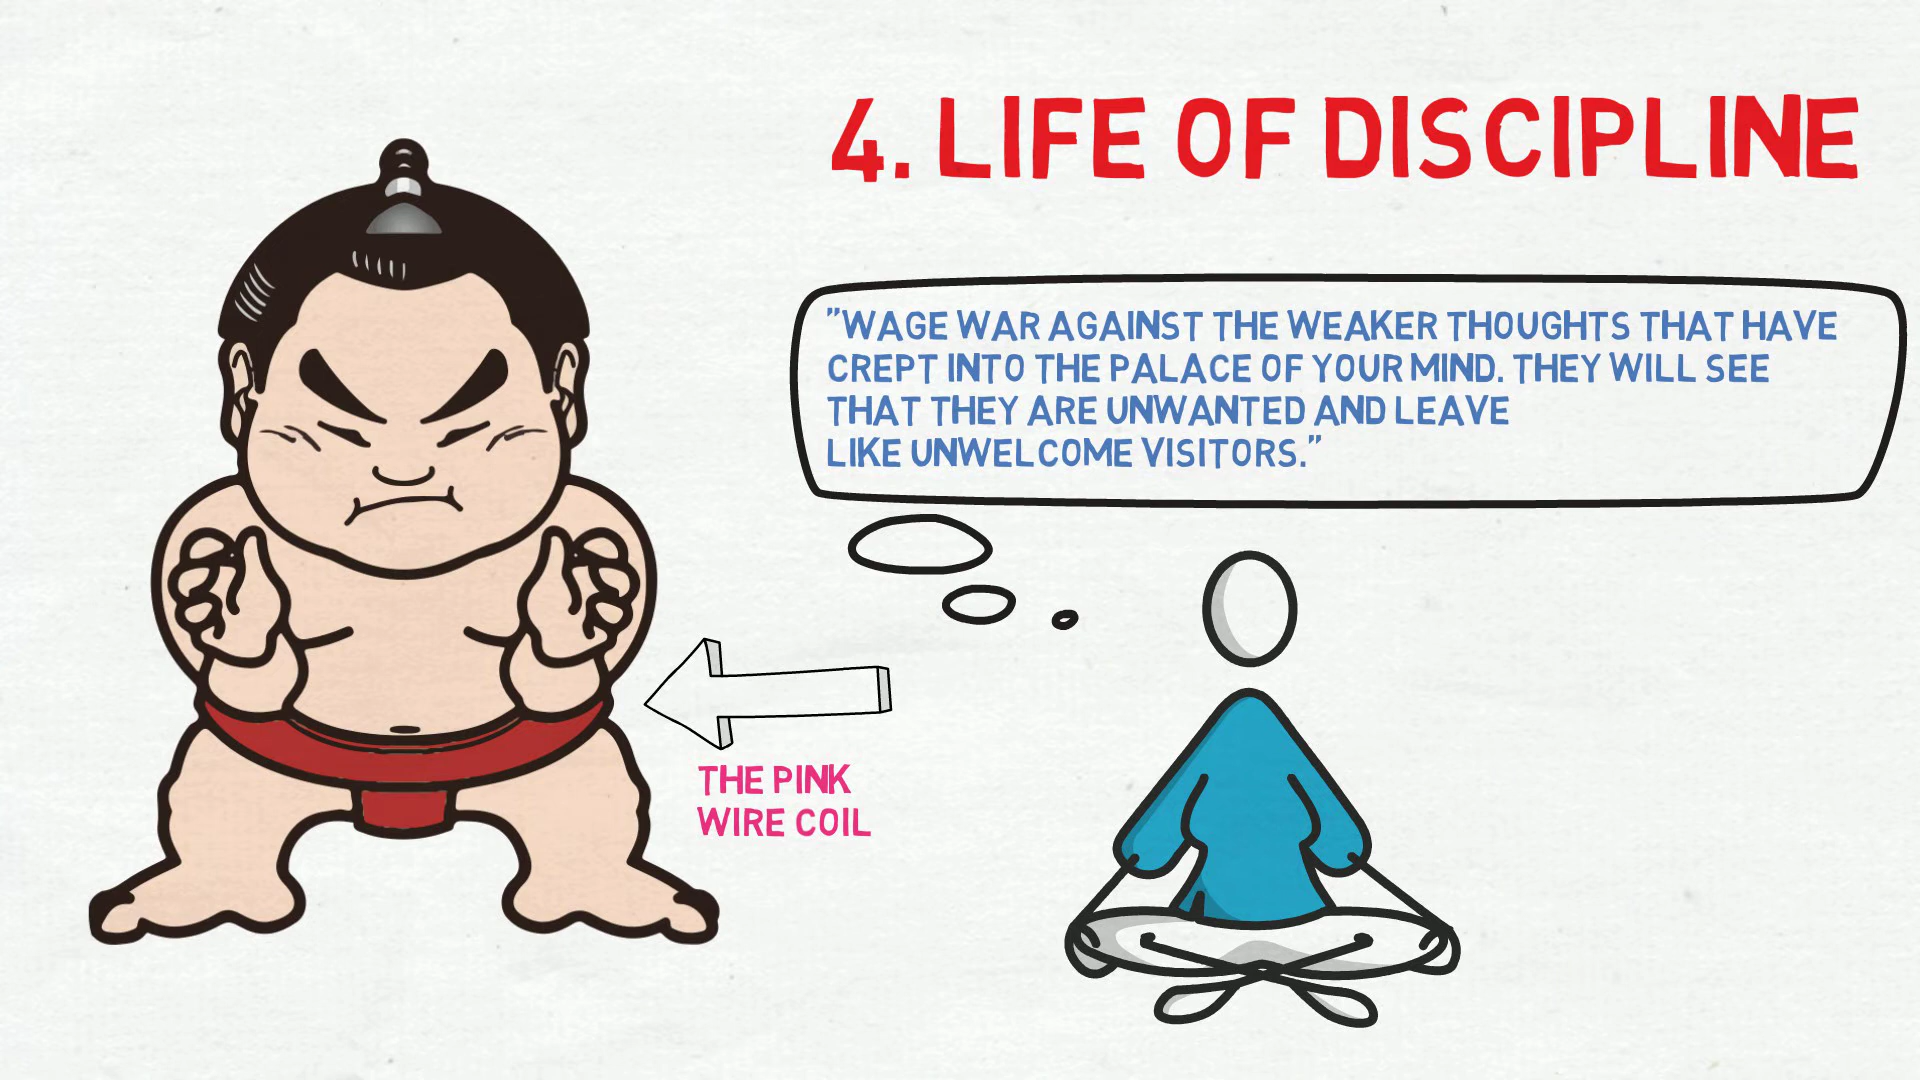 4. LIFE OF DISCIPLINE
"WAGE WAR AGAINST THE WEAKER THOUGHTS THAT HAVE
CREPT INTO THE PALACE OF YOUR MIND. THEY WILL SEE
THAT THEY ARE UNWANTED AND LEAVE
LIKE UNWELCOME VISITORS."
THE PINK
WIRE COIL